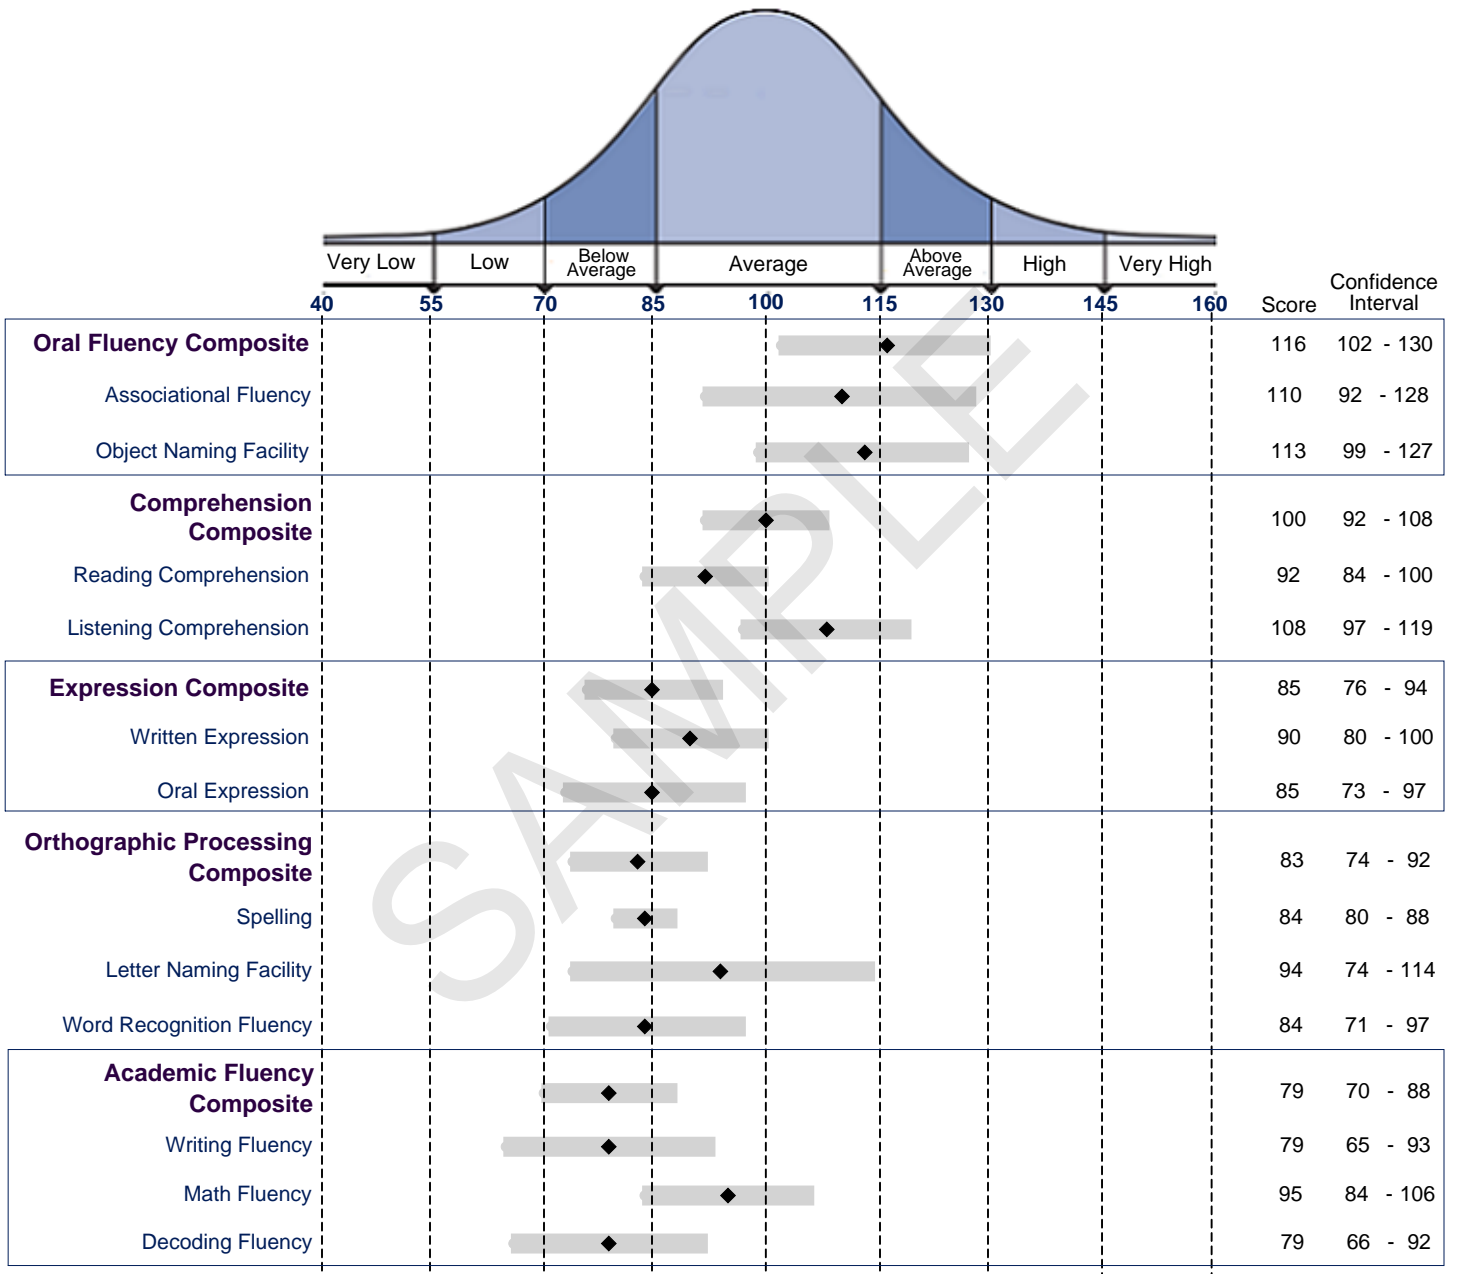 Very Low Low Below Average Average Above Average High Very High
40 55 70 85 100 115 130 145 160 Score Confidence Interval
Oral Fluency Composite 116 102 - 130
Associational Fluency 110 92 - 128
Object Naming Facility 113 99 - 127
Comprehension
Composite 100 92 - 108
Reading Comprehension 92 84 - 100
Listening Comprehension 108 97 - 119
Expression Composite 85 76 - 94
Written Expression 90 80 - 100
Oral Expression 85 73 - 97
Orthographic Processing
Composite 83 74 - 92
Spelling 84 80 - 88
Letter Naming Facility 94 74 - 114
Word Recognition Fluency 84 71 - 97
Academic Fluency
Composite 79 70 - 88
Writing Fluency 79 65 - 93
Math Fluency 95 84 - 106
Decoding Fluency 79 66 - 92
SAMPLE